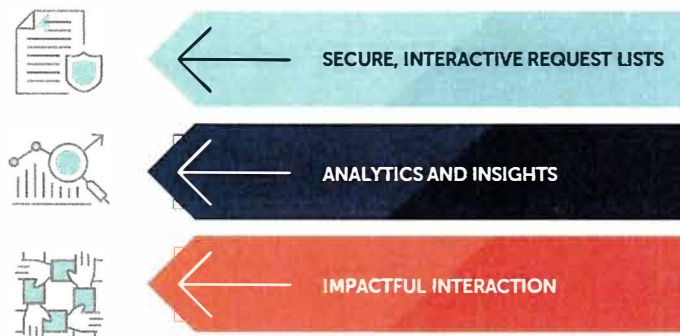 SECURE, INTERACTIVE REQUEST LISTS
ANALYTICS AND INSIGHTS
IMPACTFUL INTERACTION